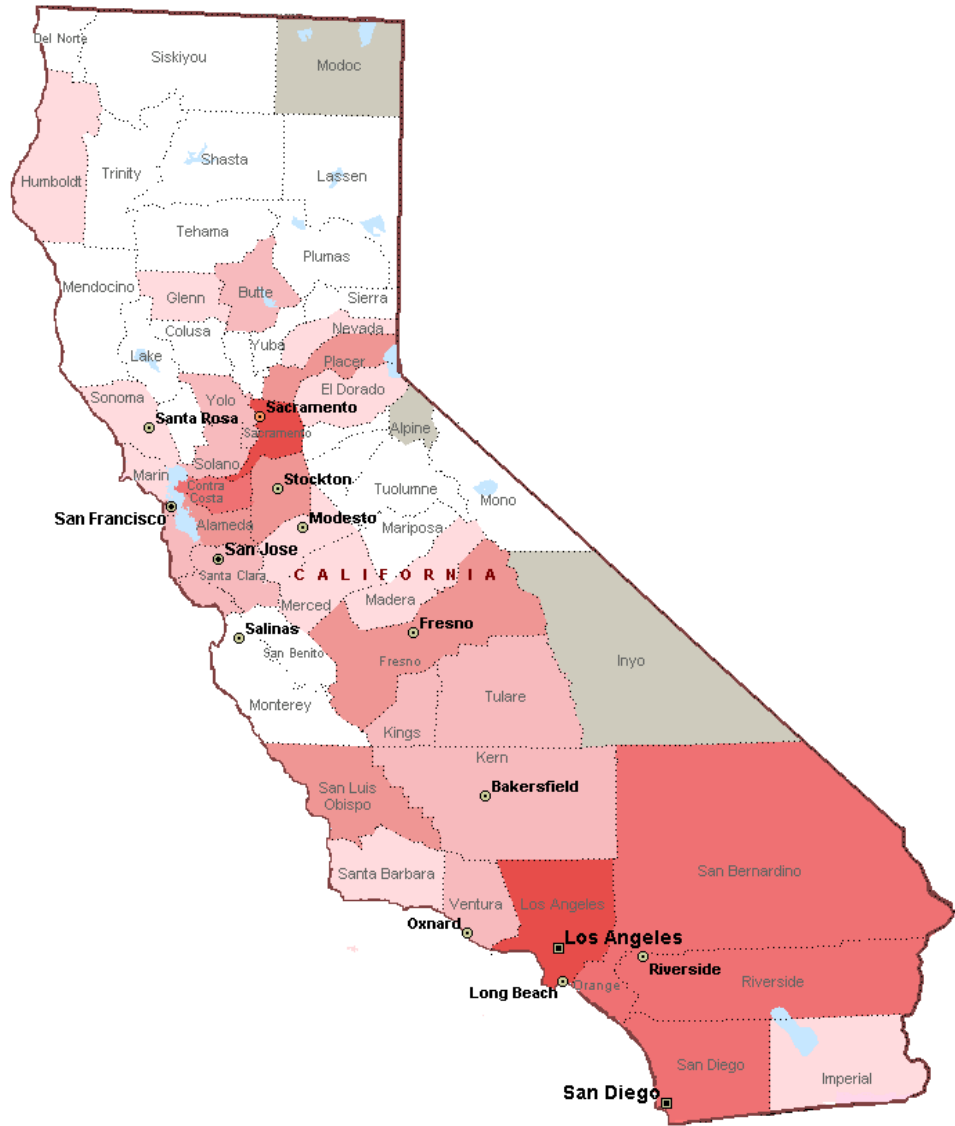 Del Norte
Siskiyou
Modoc
Humboldt
Trinity
Shasta
Lassen
Tehama
Plumas
Mendocino
Glenn
Butte
Sierra
Colusa
Nevada
Yuba
Lake
Placer
El Dorado
Sonoma
Yolo
Sacramento
Santa Rosa
Sacramento
Alpine
Solano
Marin
Contra
Costa
Stockton
Tuolumne
Mono
San Francisco
Alameda
Modesto
Mariposa
San Jose
Santa Clara
CALIFORNIA
Merced
Madera
Salinas
Fresno
San Benito
Fresno
Inyo
Monterey
Tulare
Kings
Kern
San Luis
Obispo
Bakersfield
Santa Barbara
San Bernardino
Ventura
Los Angeles
Oxnard
Los Angeles
Riverside
Long Beach
Orange
Riverside
San Diego
Imperial
San Diego